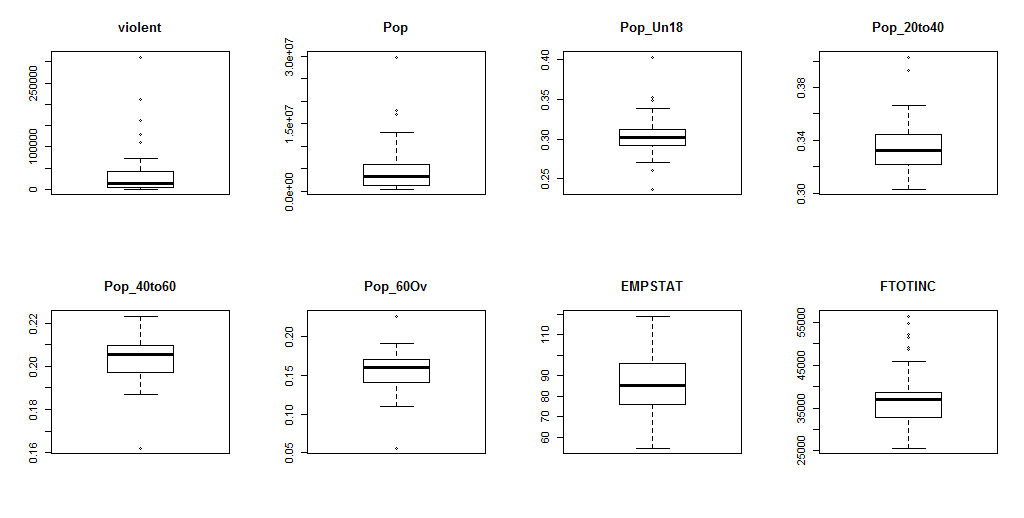 violent Pop Pop_Un18 Pop_20to40
0 100000 250000
0.0e+00 1.5e+07 3.0e+07
0.25 0.30 0.35 0.40
0.30 0.34 0.38
Pop_40to60 Pop_60Ov EMPSTAT FTOTINC
0.16 0.18 0.20 0.22
0.05 0.10 0.15 0.20
60 70 80 90 110
25000 35000 45000 55000